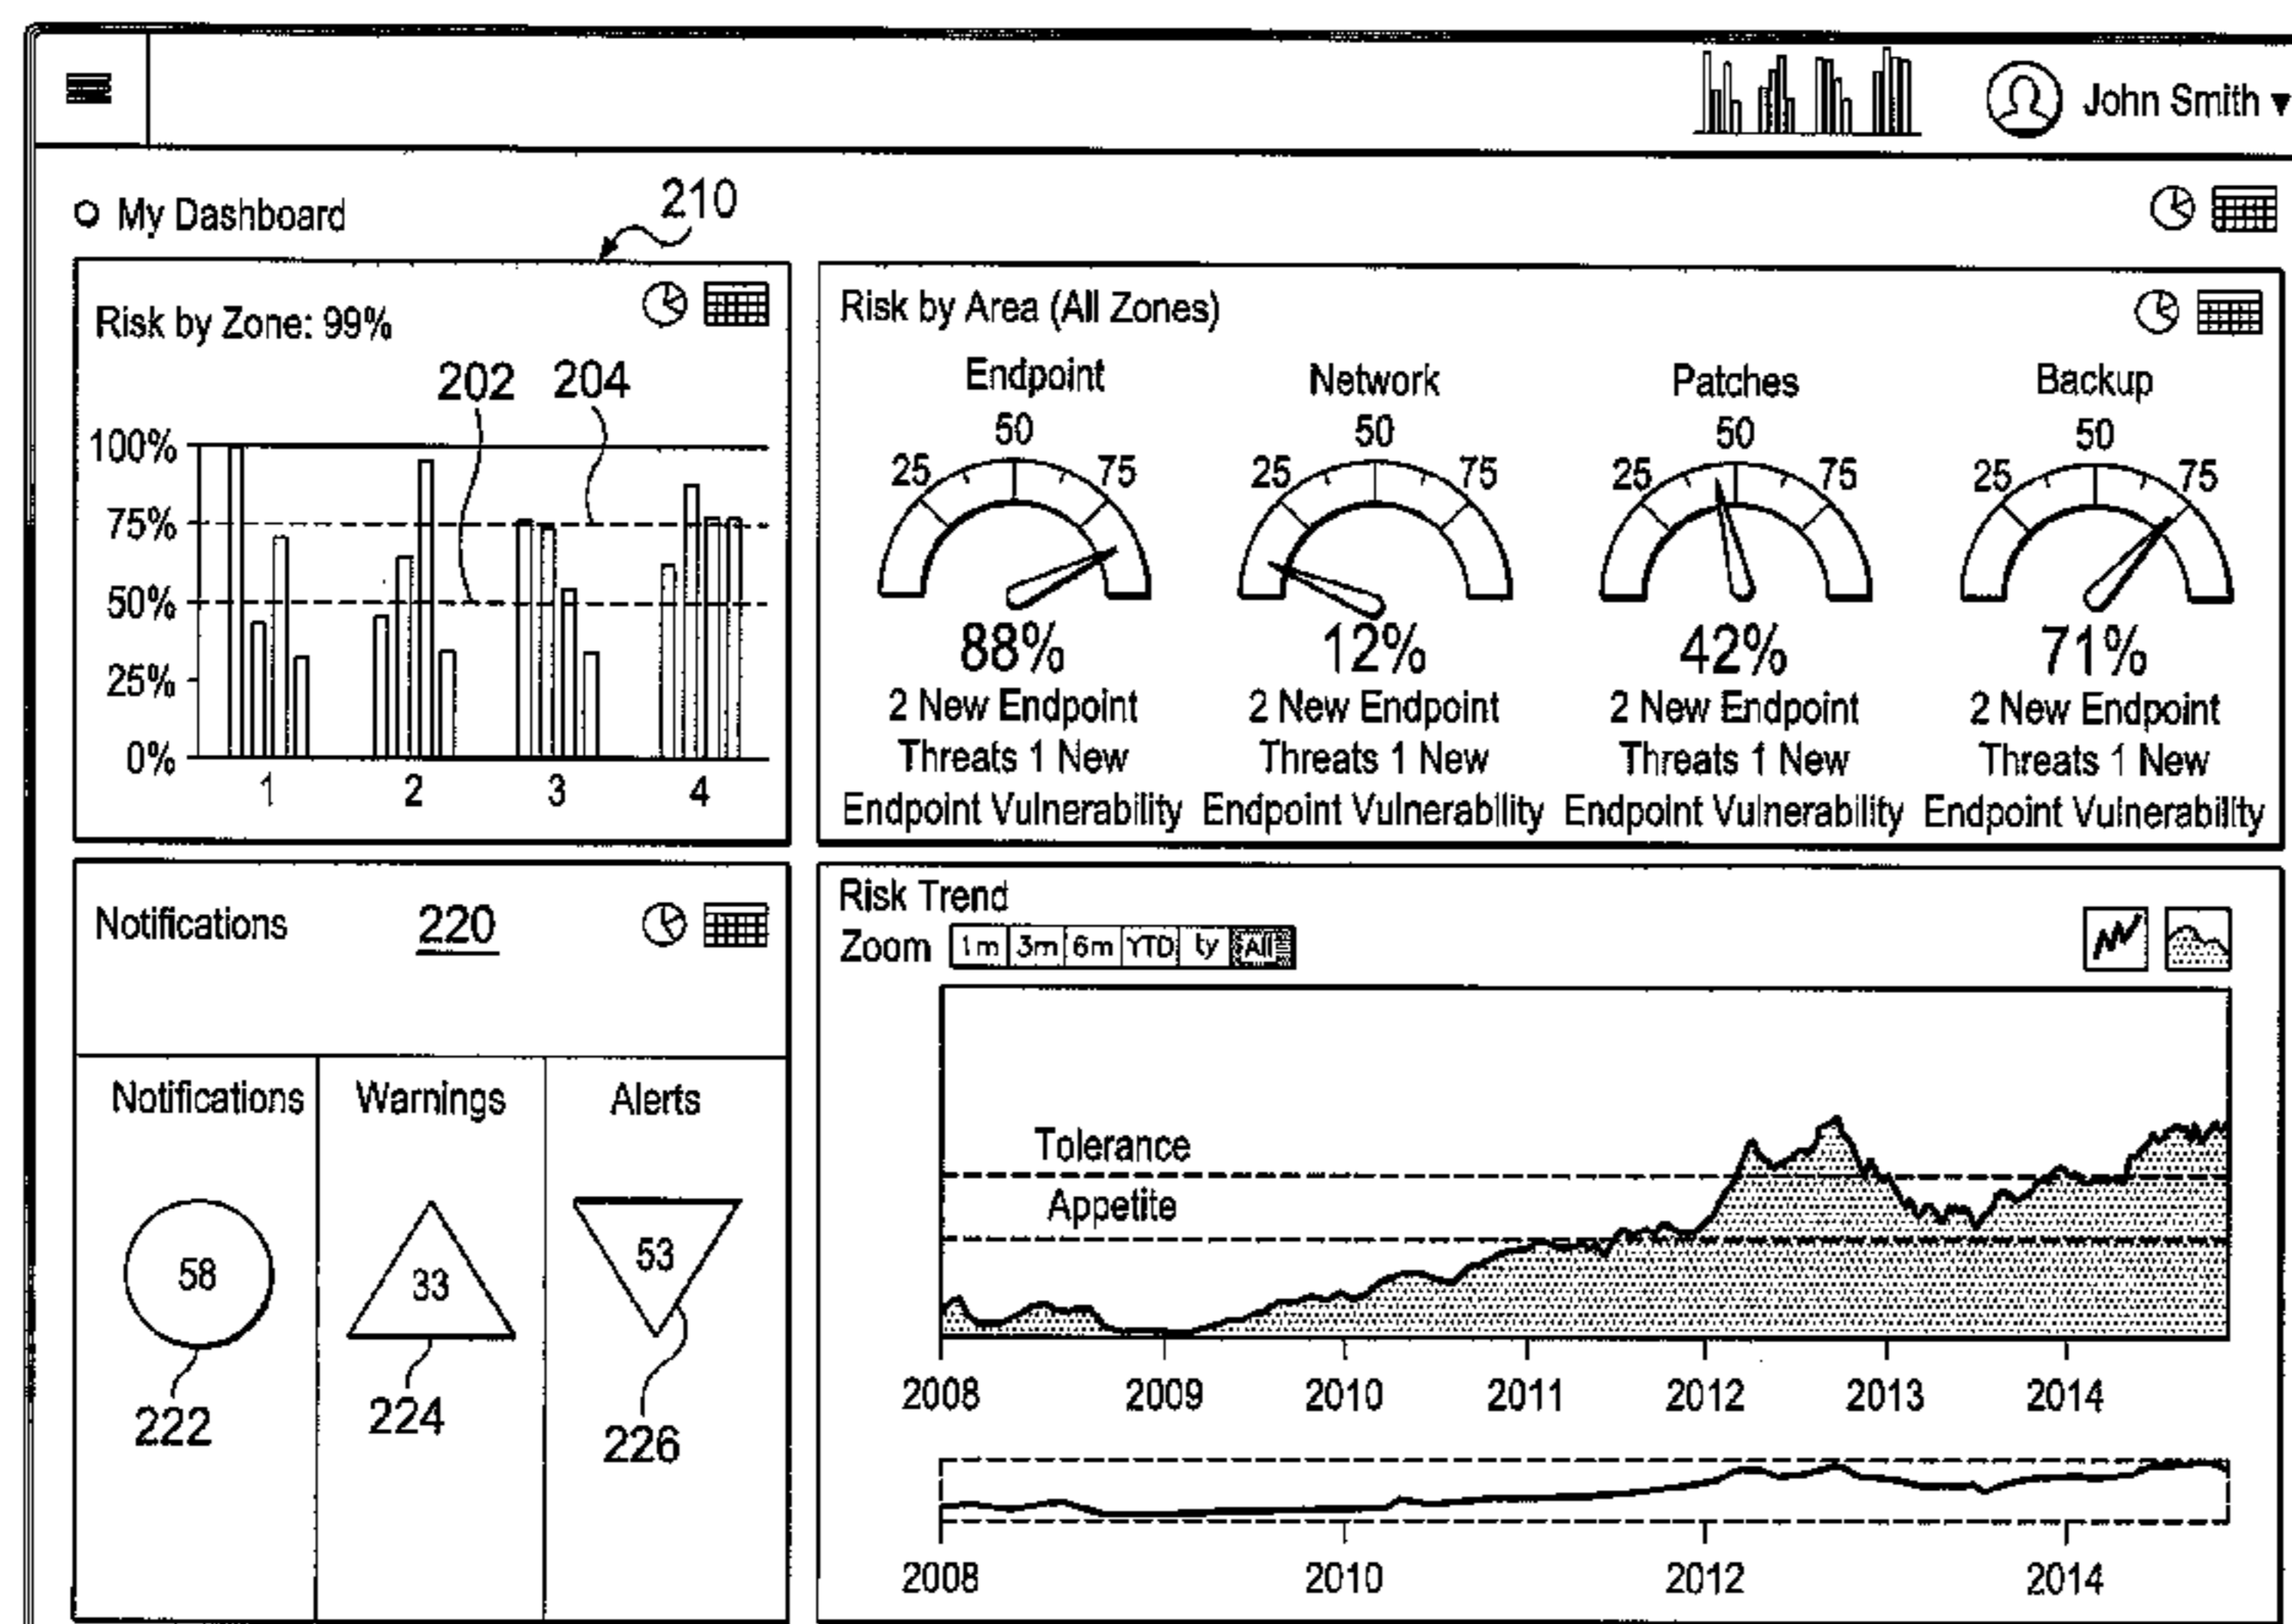 John Smith
My Dashboard
210
Risk by Zone: 99%
202 204
100%
75%
50%
25%
0%
1 2 3 4
Risk by Area (All Zones)
Endpoint Network Patches Backup
50 50 50 50
25 75 25 75 25 75 25 75
88% 12% 42% 71%
2 New Endpoint 2 New Endpoint 2 New Endpoint 2 New Endpoint
Threats 1 New Threats 1 New Threats 1 New Threats 1 New
Endpoint Vulnerability Endpoint Vulnerability Endpoint Vulnerability Endpoint Vulnerability
Notifications 220
Notifications Warnings Alerts
58 33 53
222 224 226
Risk Trend
Zoom 1m 3m 6m YTD ty All
Tolerance
Appetite
2008 2009 2010 2011 2012 2013 2014
2008 2010 2012 2014